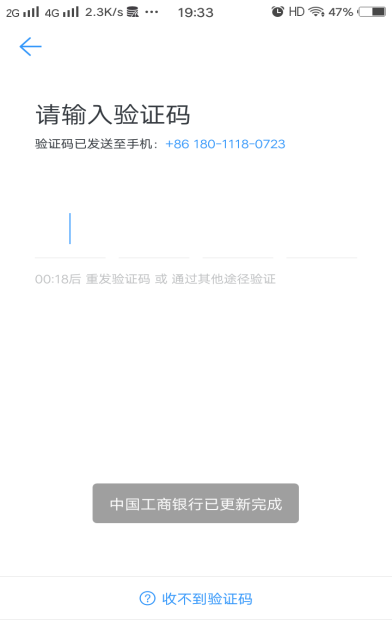 2G 4G 2.3K/s ··· 19:33 HD 47%
请输入验证码
验证码已发送至手机：+86 180-1118-0723
00:18后 重发验证码 或 通过其他途径验证
中国工商银行已更新完成
? 收不到验证码